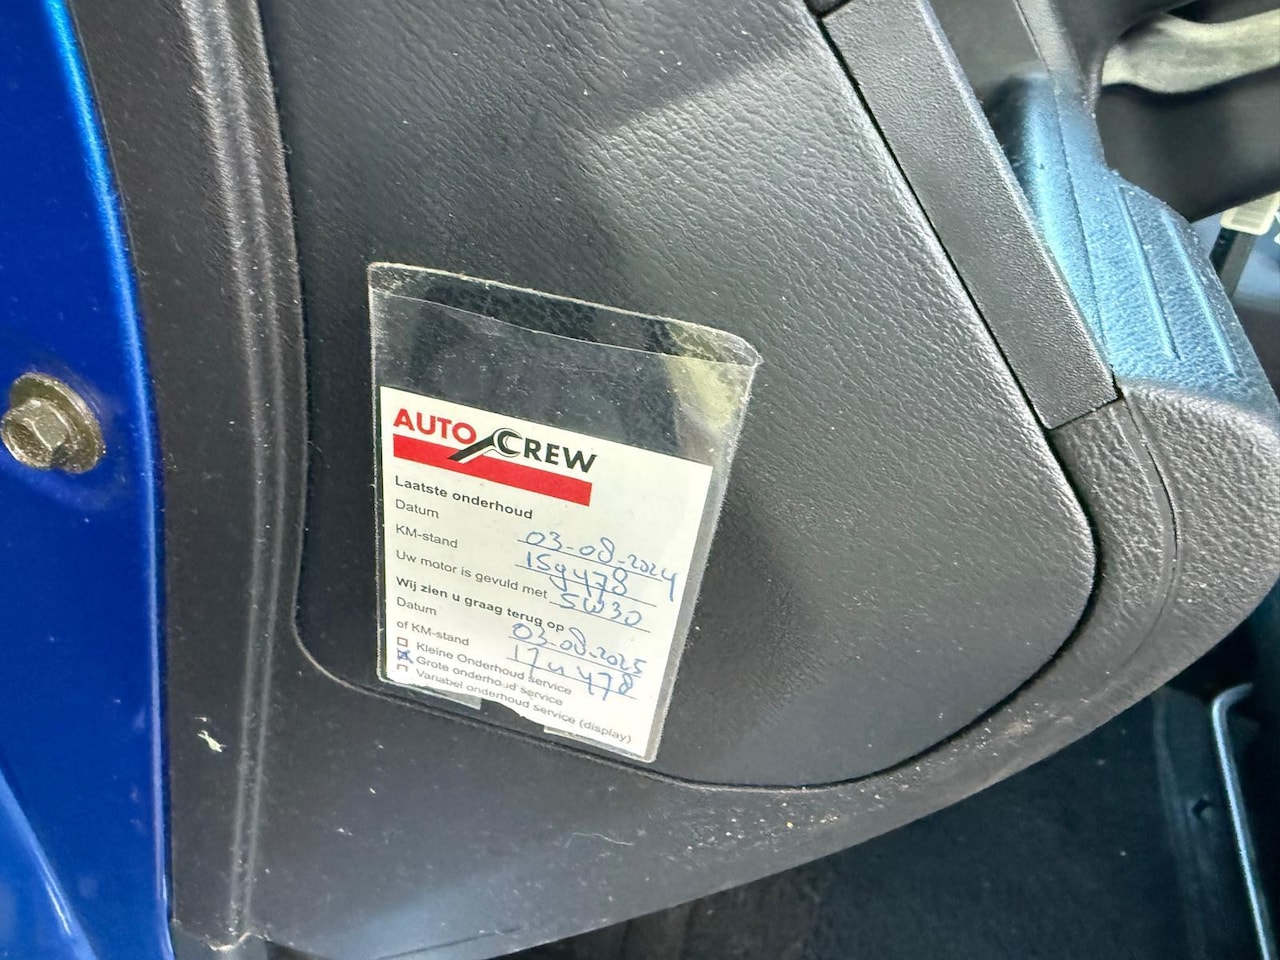 AUTO CREW
Laatste onderhoud
Datum 03-08-2024
KM-stand 159478
Uw motor is gevuld met 5W30
Wij zien u graag terug op
Datum 03-08-2025
of KM-stand 174478
Kleine Onderhoud service
Grote onderhoud service
Variabel onderhoud service (display)